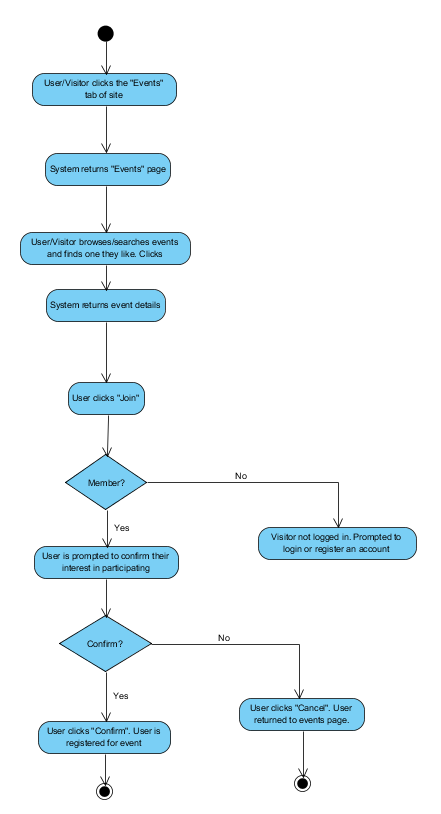 User/Visitor clicks the "Events"
tab of site
System returns "Events" page
User/Visitor browses/searches events
and finds one they like. Clicks
System returns event details
User clicks "Join"
Member?
No
Yes
Visitor not logged in. Prompted to
login or register an account
User is prompted to confirm their
interest in participating
Confirm?
No
Yes
User clicks "Cancel". User
returned to events page.
User clicks "Confirm". User is
registered for event